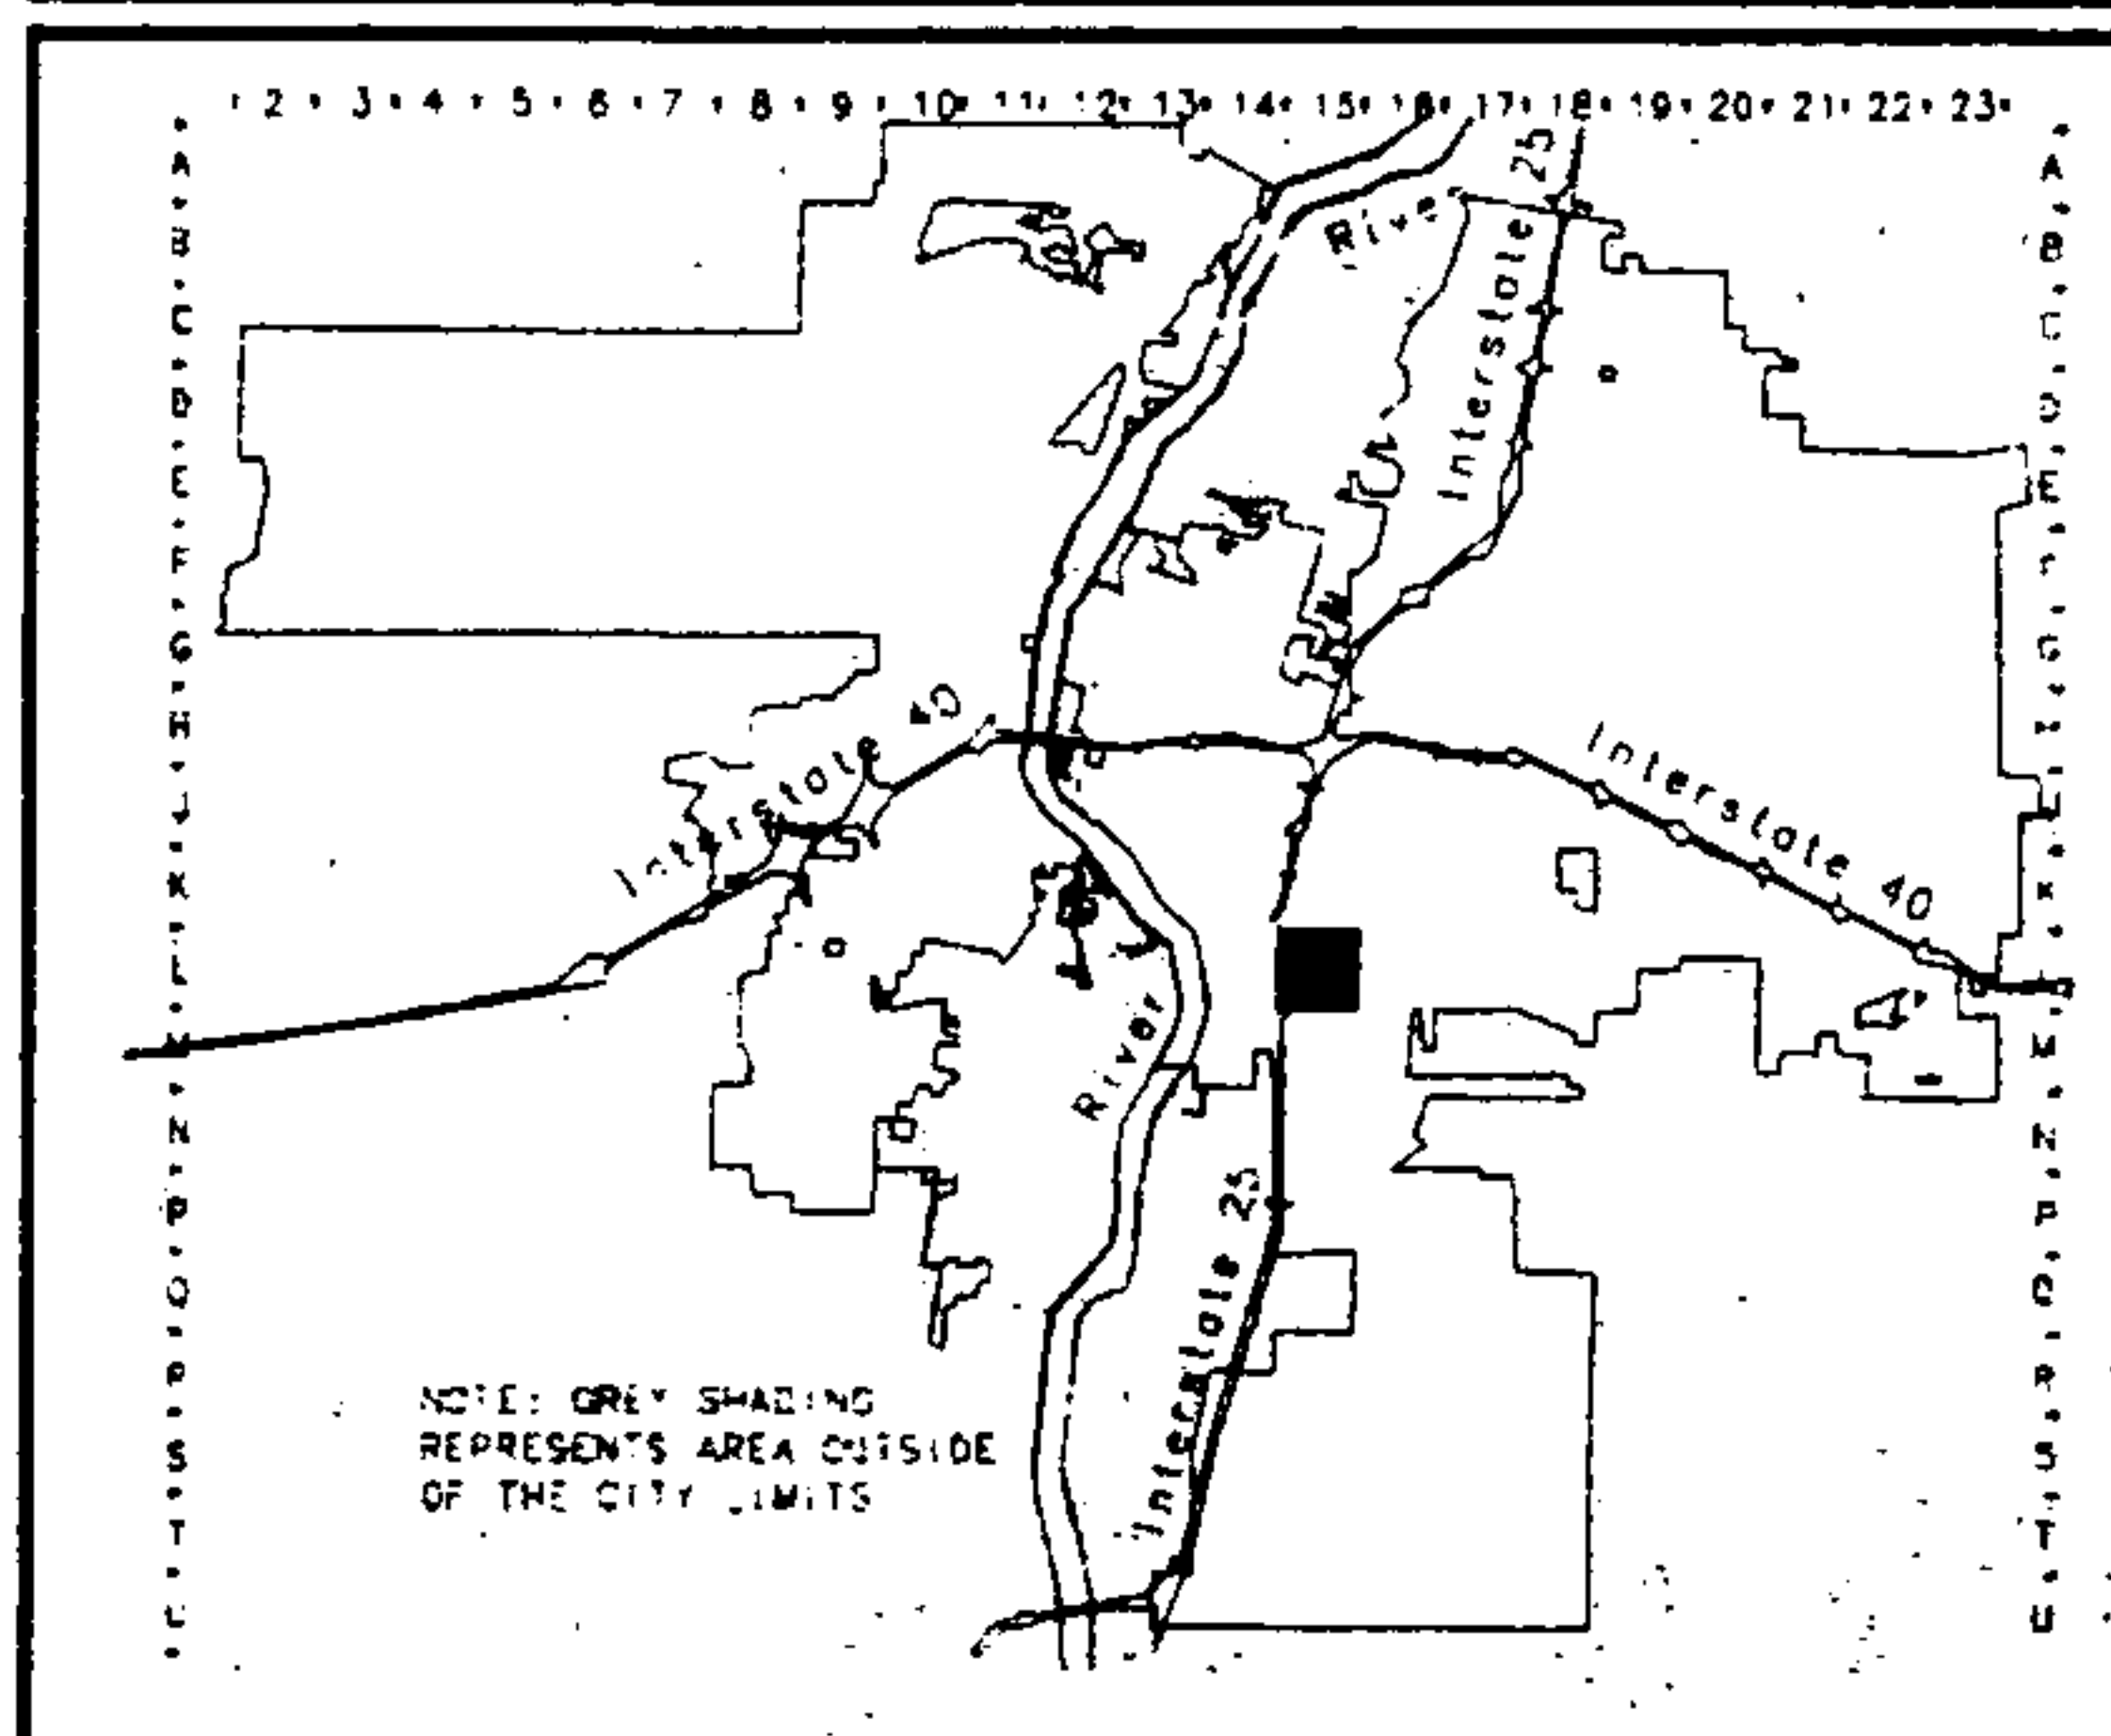 2 3 4 5 6 7 8 9 10 11 12 13 14 15 16 17 18 19 20 21 22 23
A A
B B
C C
D D
E E
F F
G G
H H
J J
K K
L
M M
N N
P P
Q Q
R R
S S
T T
U U
River
Interstate 25
Interstate 40
Interstate 40
River
Interstate 25
NOTE: GREY SHADING
REPRESENTS AREA OUTSIDE
OF THE CITY LIMITS